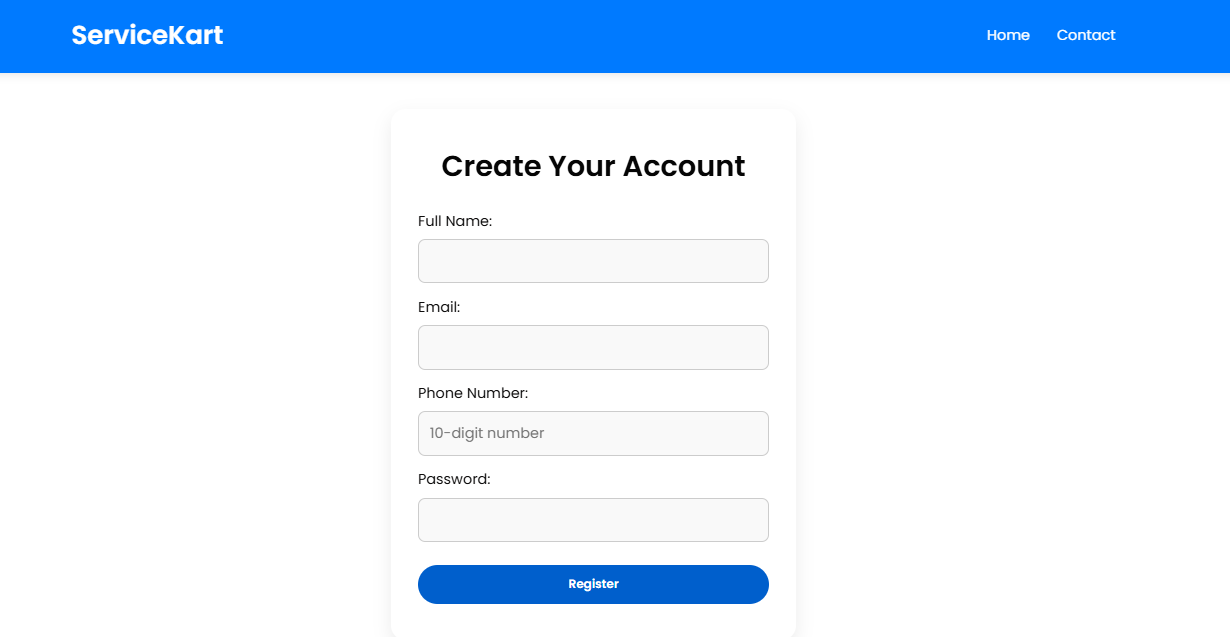 ServiceKart
Home Contact
Create Your Account
Full Name:
Email:
Phone Number:
10-digit number
Password:
Register